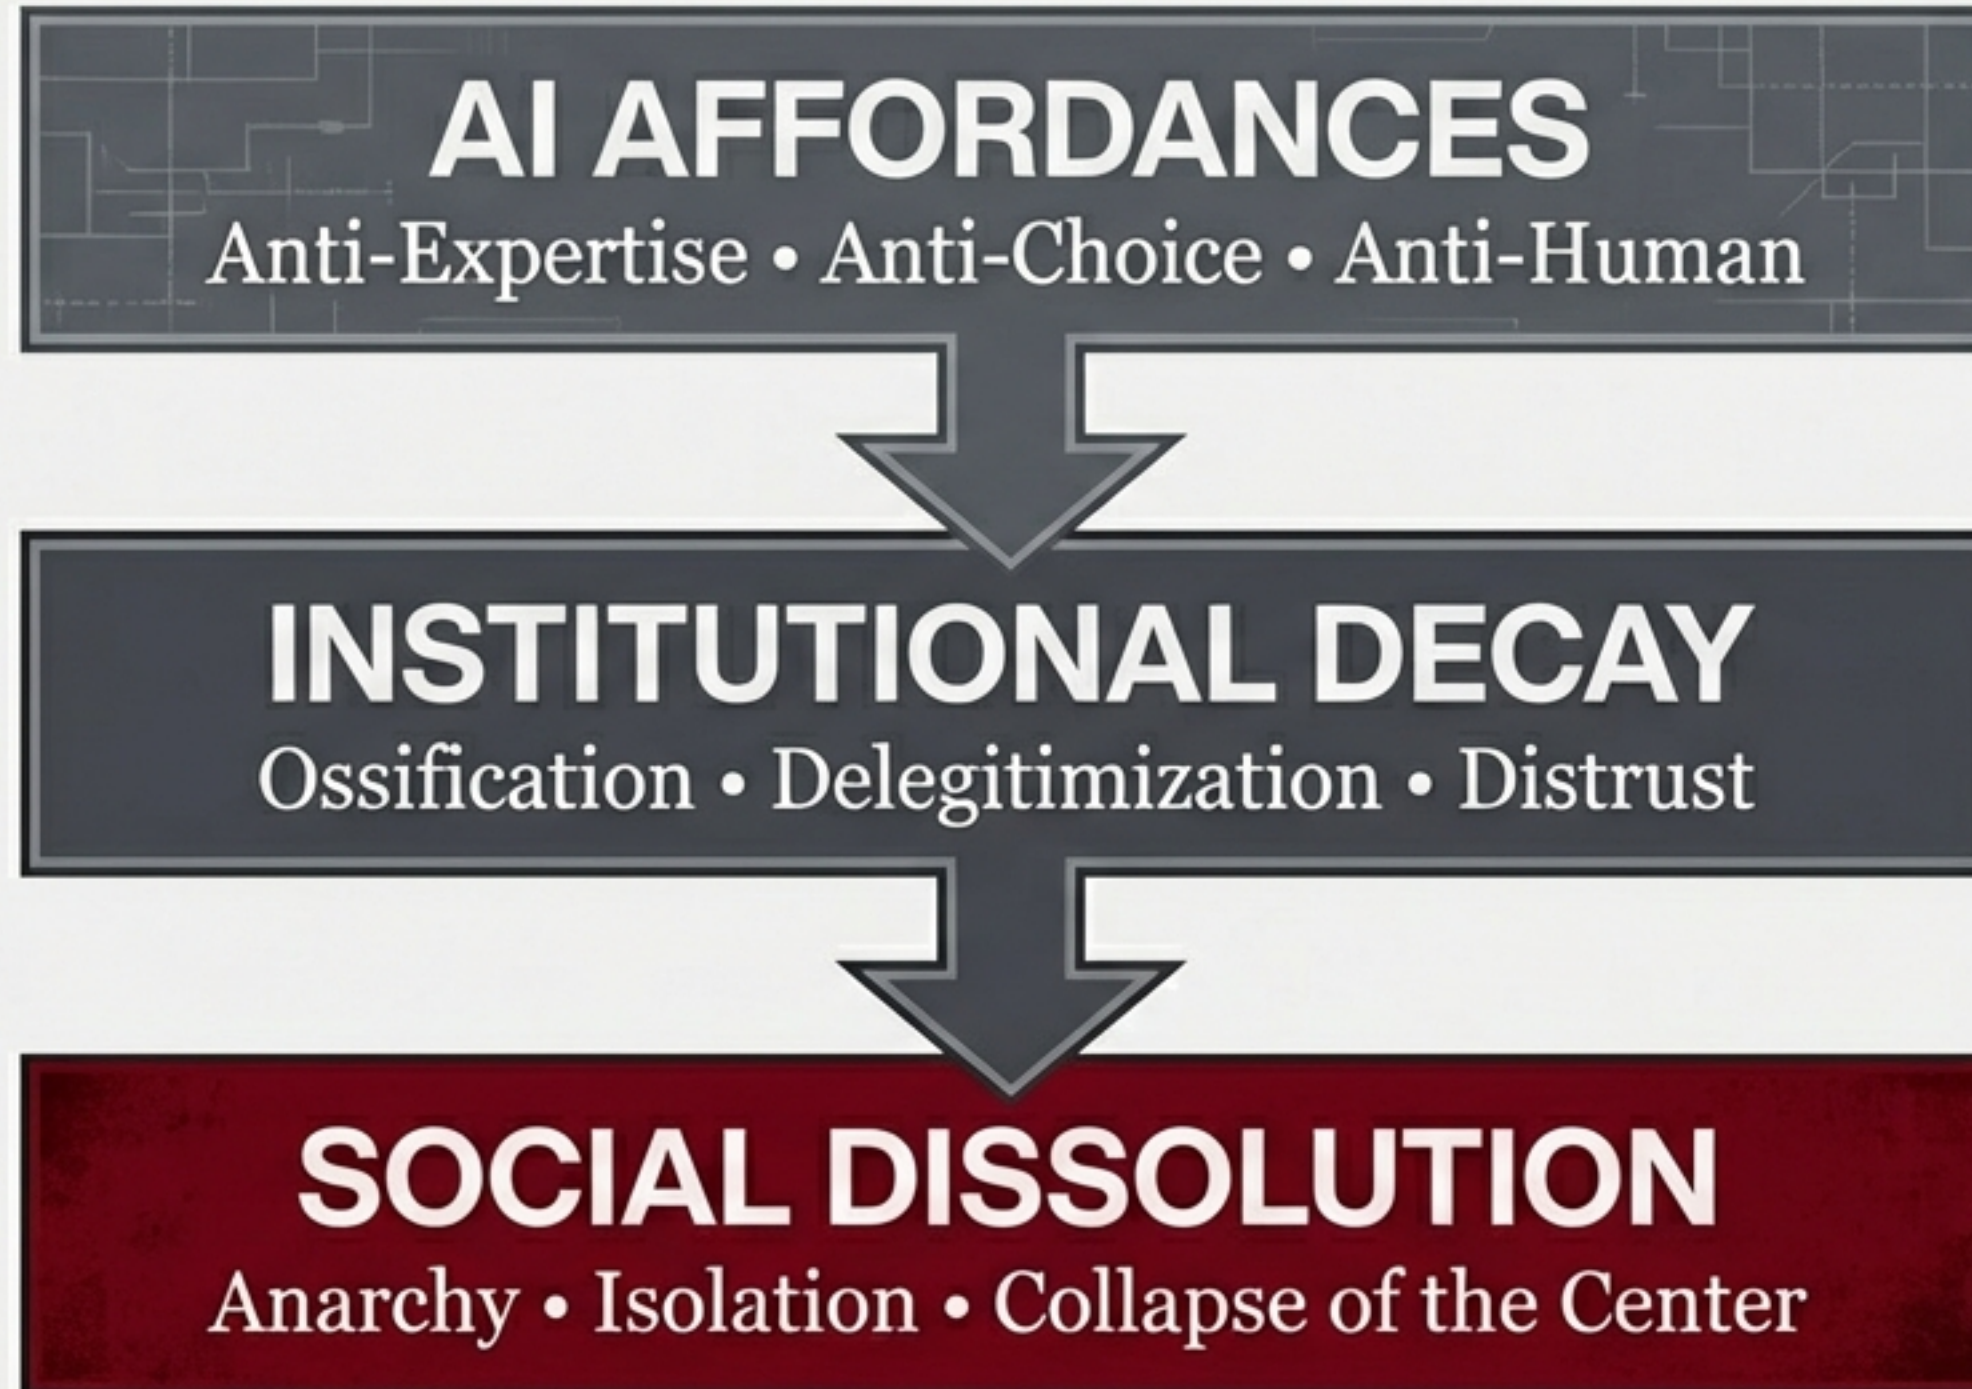 AI AFFORDANCES
Anti-Expertise • Anti-Choice • Anti-Human
INSTITUTIONAL DECAY
Ossification • Delegitimization • Distrust
SOCIAL DISSOLUTION
Anarchy • Isolation • Collapse of the Center